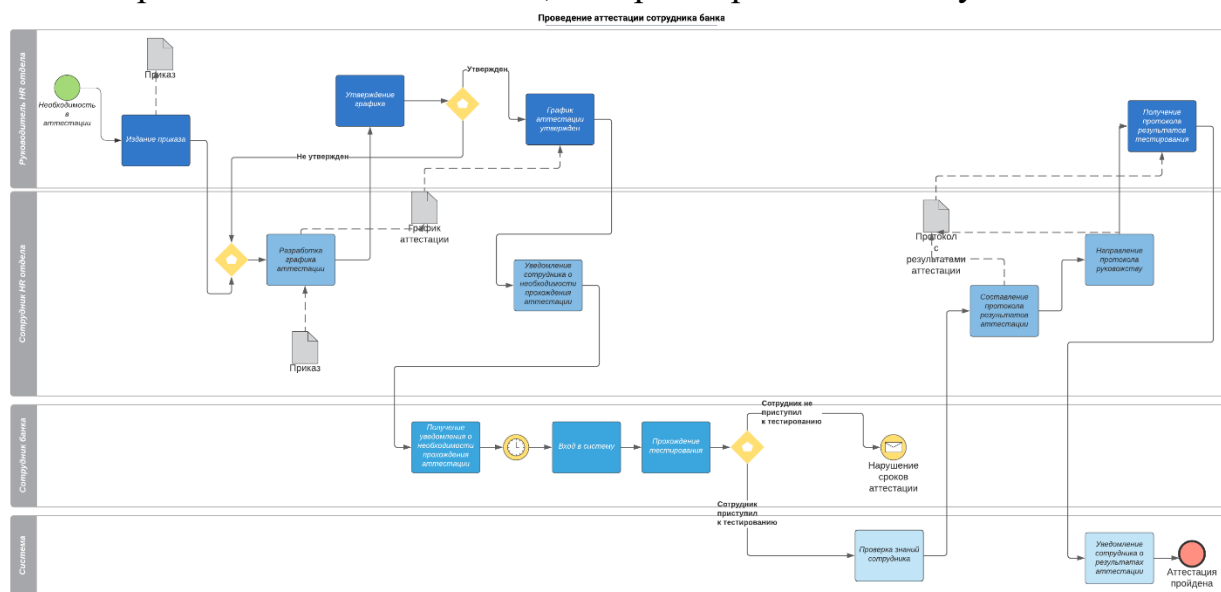 Проведение аттестации сотрудника банка
Руководитель HR отдела
Необходимость
в
аттестации
Приказ
Издание приказа
Утверждение
графика
Утвержден
Не утвержден
График
аттестации
утвержден
Получение
протокола
результатов
тестирования
Сотрудник HR отдела
Разработка
графика
аттестации
Приказ
График
аттестации
Уведомление
сотрудника о
необходимости
прохождения
аттестации
Протокол
с
результатами
аттестации
Составление
протокола
результатов
аттестации
Направление
протокола
руковожству
Сотрудник банка
Получение
уведомления о
необходимости
прохождения
аттестации
Вход в систему
Прохождение
тестирования
Сотрудник не
приступил
к тестированию
Нарушение
сроков
аттестации
Сотрудник
приступил
к тестированию
Система
Проверка знаний
сотрудника
Уведомление
сотрудника о
результатах
аттестации
Аттестация
пройдена